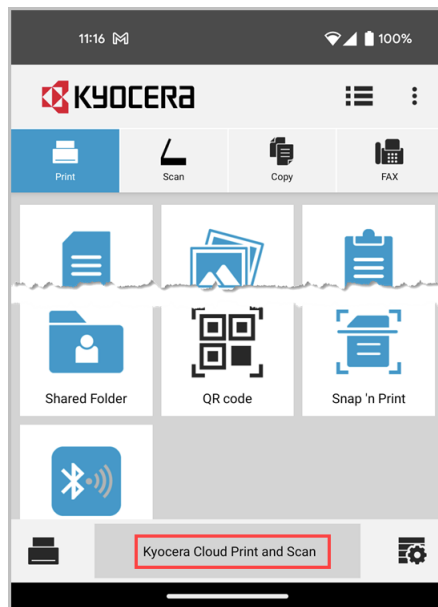 11:16 100%
KYOCERA
Print Scan Copy FAX
Shared Folder QR code Snap 'n Print
Kyocera Cloud Print and Scan